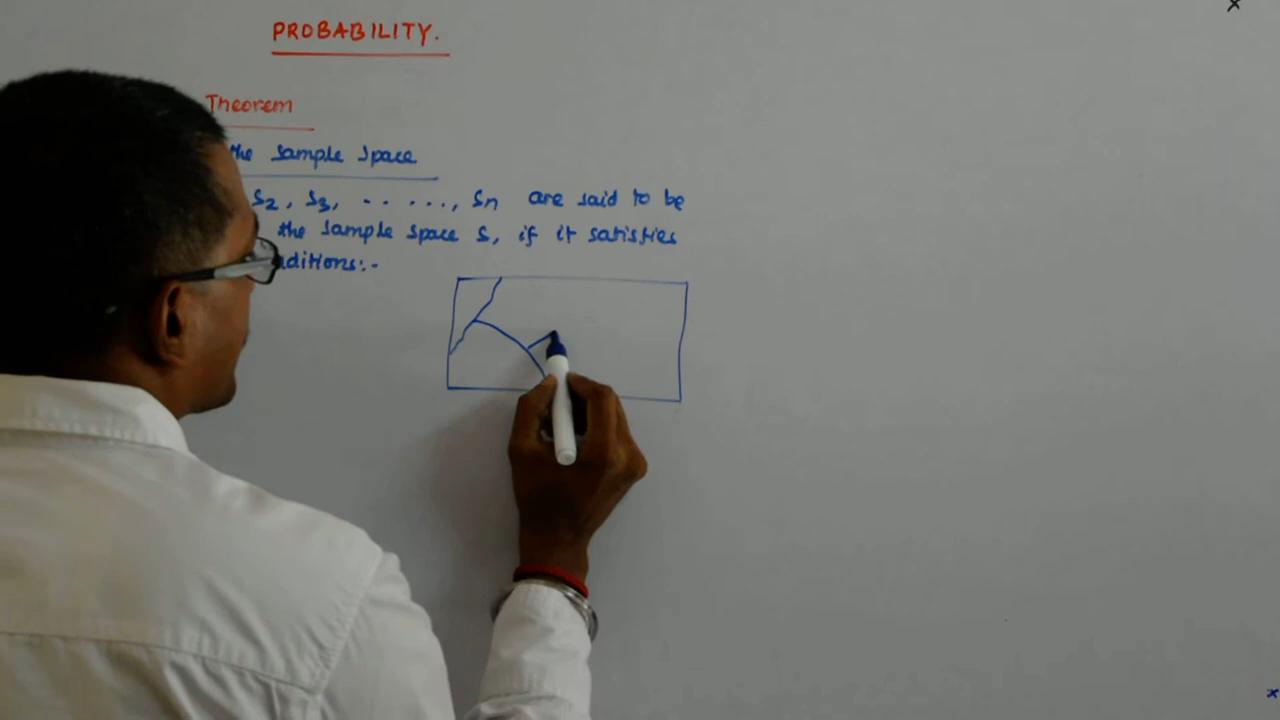 PROBABILITY.
Theorem
the Sample Space
S2, S3, . . . . . ., Sn are said to be
the sample space S, if it satisfies
ditions:-